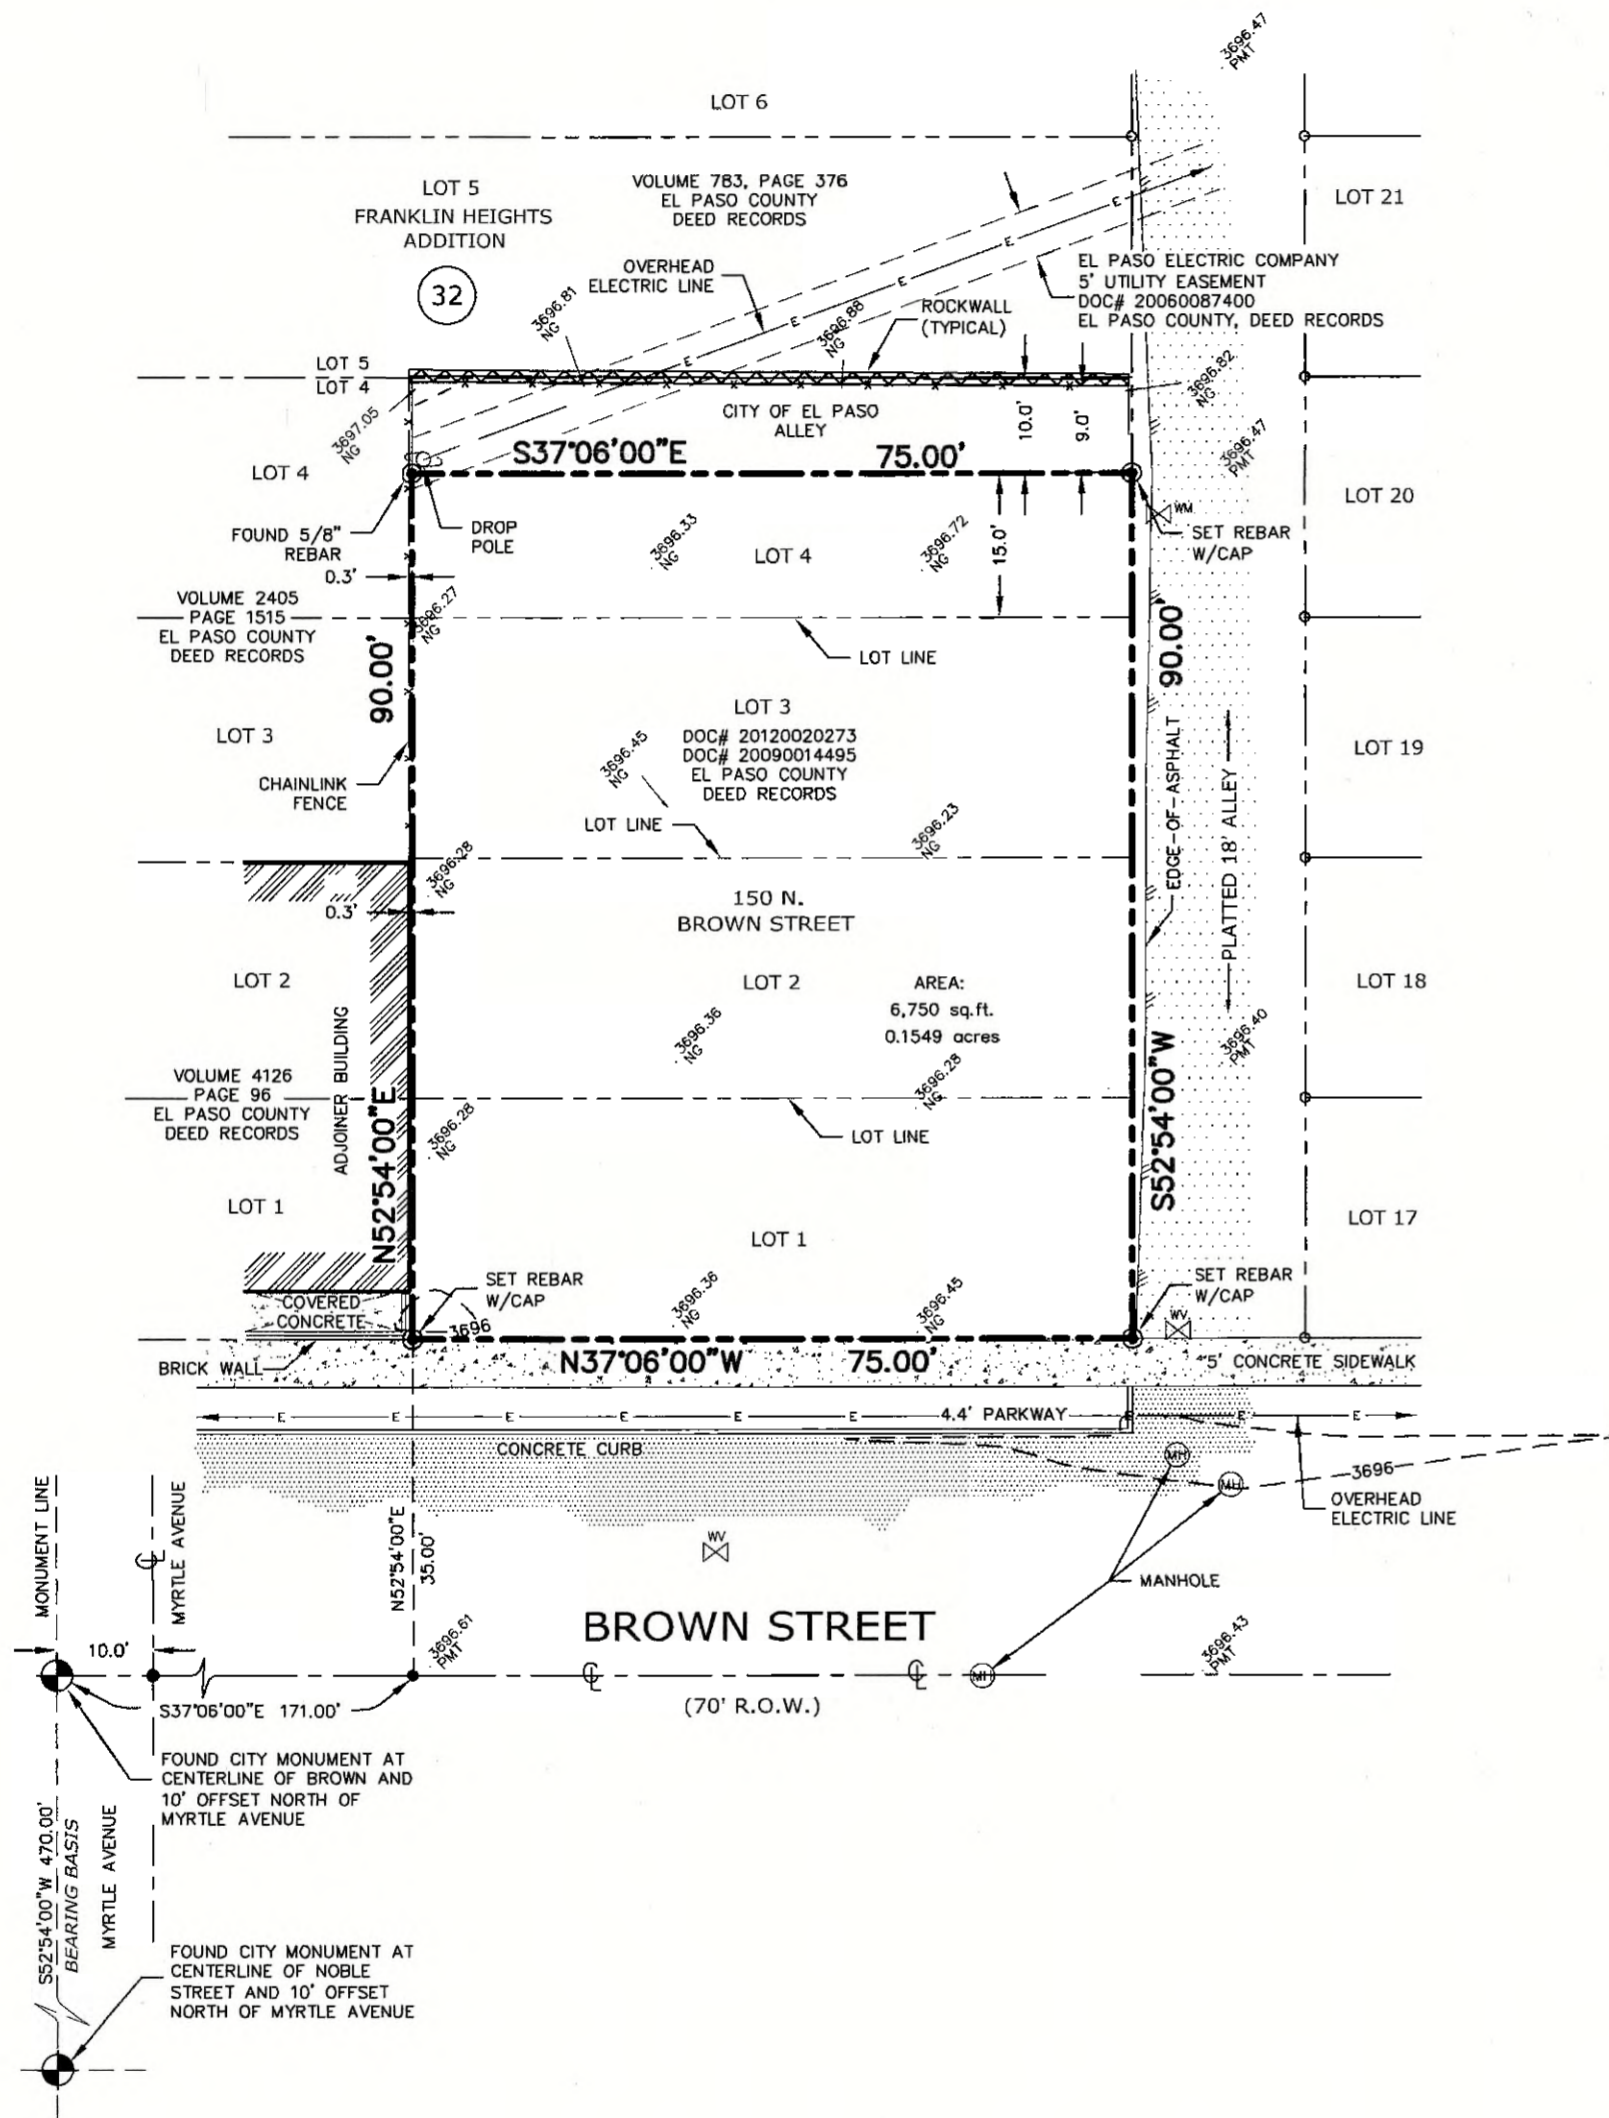 3696.47
PMT
LOT 6
LOT 5
FRANKLIN HEIGHTS
ADDITION
32
VOLUME 783, PAGE 376
EL PASO COUNTY
DEED RECORDS
LOT 21
OVERHEAD
ELECTRIC LINE
E
E
E
E
E
EL PASO ELECTRIC COMPANY
5' UTILITY EASEMENT
DOC# 20060087400
EL PASO COUNTY, DEED RECORDS
3696.81
NG
3696.88
NG
ROCKWALL
(TYPICAL)
LOT 5
LOT 4
3696.82
NG
3697.05
NG
CITY OF EL PASO
ALLEY
10.0'
9.0'
3696.47
PMT
S37°06'00"E 75.00'
LOT 4
LOT 20
FOUND 5/8"
REBAR
DROP
POLE
3696.33
NG
LOT 4
3696.72
NG
15.0'
WM
SET REBAR
W/CAP
0.3'
VOLUME 2405
PAGE 1515
EL PASO COUNTY
DEED RECORDS
3696.27
NG
90.00'
LOT LINE
90.00'
LOT 3
LOT 3
DOC# 20120020273
DOC# 20090014495
EL PASO COUNTY
DEED RECORDS
3696.45
NG
EDGE-OF-ASPHALT
PLATTED 18' ALLEY
LOT 19
CHAINLINK
FENCE
LOT LINE
3696.23
NG
3696.28
NG
0.3'
150 N.
BROWN STREET
LOT 2
LOT 2
AREA:
6,750 sq.ft.
0.1549 acres
LOT 18
ADJOINER BUILDING
3696.36
NG
3696.40
PMT
VOLUME 4126
PAGE 96
EL PASO COUNTY
DEED RECORDS
N52°54'00"E
3696.28
NG
3696.28
NG
LOT LINE
S52°54'00"W
LOT 1
LOT 1
LOT 17
SET REBAR
W/CAP
3696.36
NG
3696.45
NG
SET REBAR
W/CAP
COVERED
CONCRETE
3696
WV
BRICK WALL
N37°06'00"W 75.00'
5' CONCRETE SIDEWALK
E
E
E
E
E
E
4.4' PARKWAY
E
E
E
CONCRETE CURB
MH
MH
3696
OVERHEAD
ELECTRIC LINE
MONUMENT LINE
MYRTLE AVENUE
N52°54'00"E
35.00'
WV
MANHOLE
BROWN STREET
3696.61
PMT
3696.43
PMT
10.0'
MH
S37°06'00"E 171.00'
(70' R.O.W.)
FOUND CITY MONUMENT AT
CENTERLINE OF BROWN AND
10' OFFSET NORTH OF
MYRTLE AVENUE
S52°54'00"W 470.00'
BEARING BASIS
MYRTLE AVENUE
FOUND CITY MONUMENT AT
CENTERLINE OF NOBLE
STREET AND 10' OFFSET
NORTH OF MYRTLE AVENUE